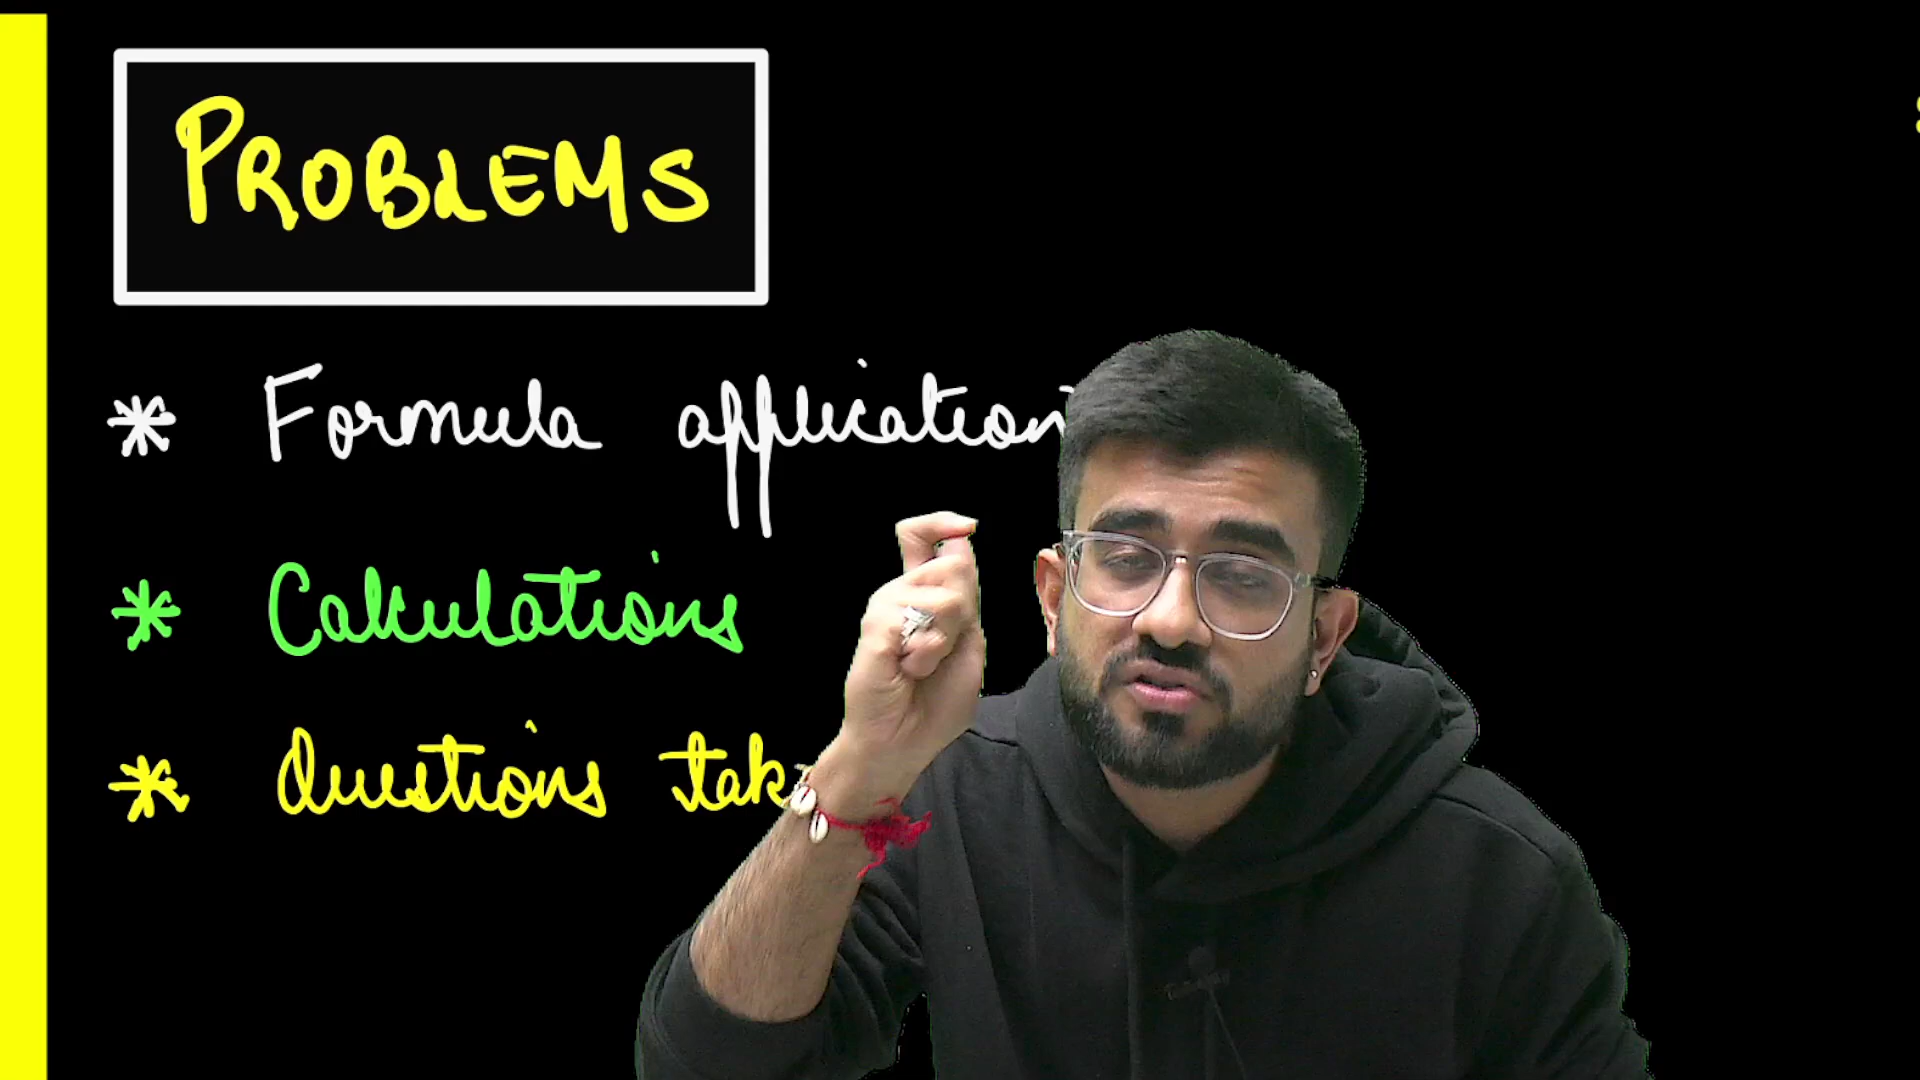 PROBLEMS
* Formula application
* Calculations
* Questions